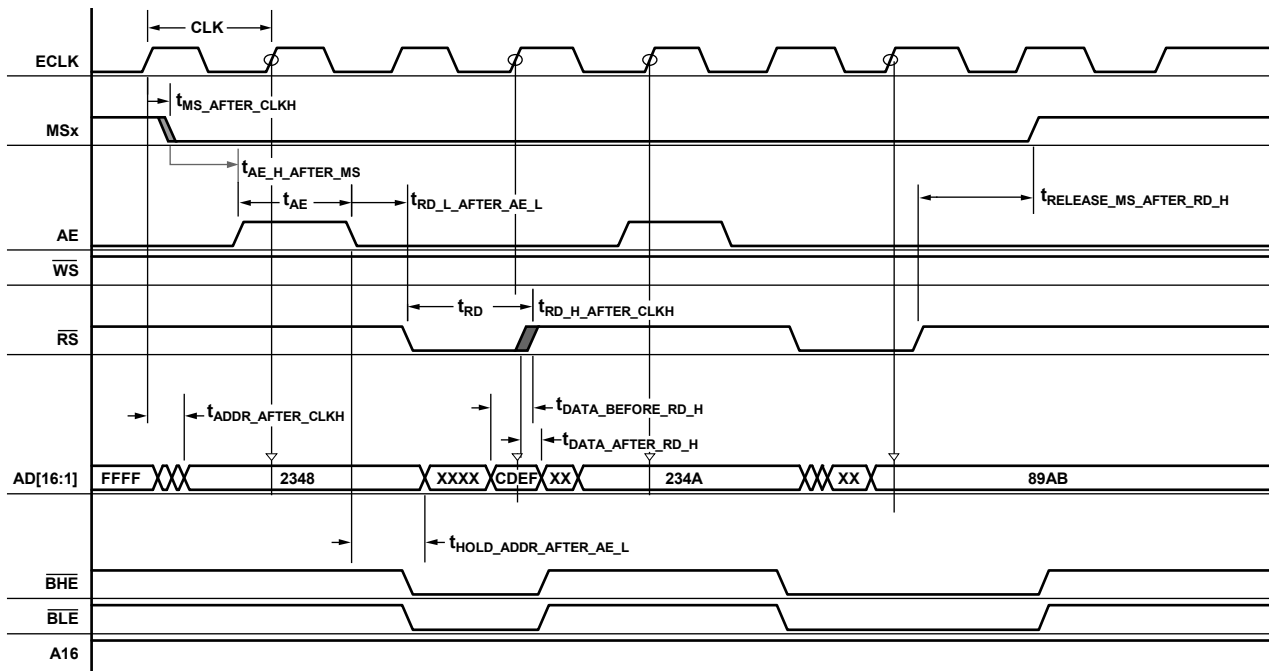 CLK
ECLK
tMS_AFTER_CLKH
MSx
tAE_H_AFTER_MS
tAE
tRD_L_AFTER_AE_L
tRELEASE_MS_AFTER_RD_H
AE
WS
tRD
tRD_H_AFTER_CLKH
RS
tADDR_AFTER_CLKH
tDATA_BEFORE_RD_H
tDATA_AFTER_RD_H
AD[16:1] FFFF 2348 XXXX CDEF XX 234A XX 89AB
tHOLD_ADDR_AFTER_AE_L
BHE
BLE
A16